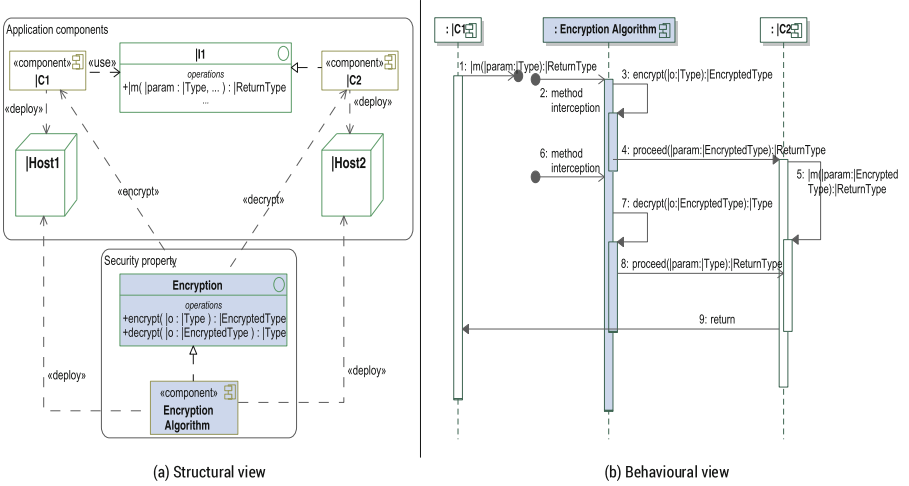 Application components
«component»
|C1
«use»
|I1
operations
+|m( |param : |Type, ... ) : |ReturnType
...
«component»
|C2
«deploy»
«deploy»
|Host1
|Host2
«encrypt»
«decrypt»
Security property
Encryption
operations
+encrypt( |o : |Type ) : |EncryptedType
+decrypt( |o : |EncryptedType ) : |Type
«deploy»
«deploy»
«component»
Encryption
Algorithm
(a) Structural view
: |C1
: Encryption Algorithm
: |C2
1: |m(|param:|Type):|ReturnType
2: method
interception
3: encrypt(|o:|Type):|EncryptedType
4: proceed(|param:|EncryptedType):|ReturnType
5: |m(|param:|Encrypted
Type):|ReturnType
6: method
interception
7: decrypt(|o:|EncryptedType):|Type
8: proceed(|param:|Type):|ReturnType
9: return
(b) Behavioural view